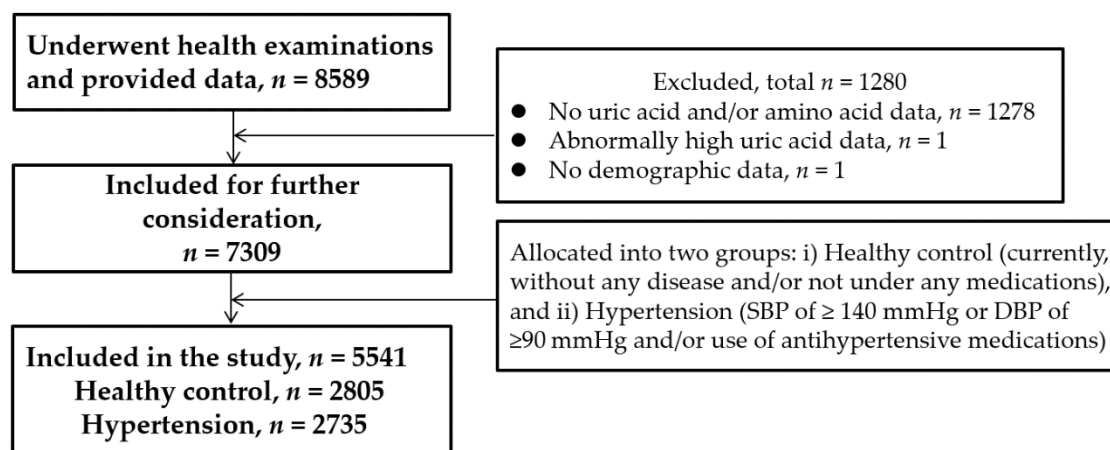 Underwent health examinations
and provided data, n = 8589
Excluded, total n = 1280
● No uric acid and/or amino acid data, n = 1278
● Abnormally high uric acid data, n = 1
● No demographic data, n = 1
Included for further
consideration,
n = 7309
Allocated into two groups: i) Healthy control (currently,
without any disease and/or not under any medications),
and ii) Hypertension (SBP of ≥ 140 mmHg or DBP of
≥90 mmHg and/or use of antihypertensive medications)
Included in the study, n = 5541
Healthy control, n = 2805
Hypertension, n = 2735